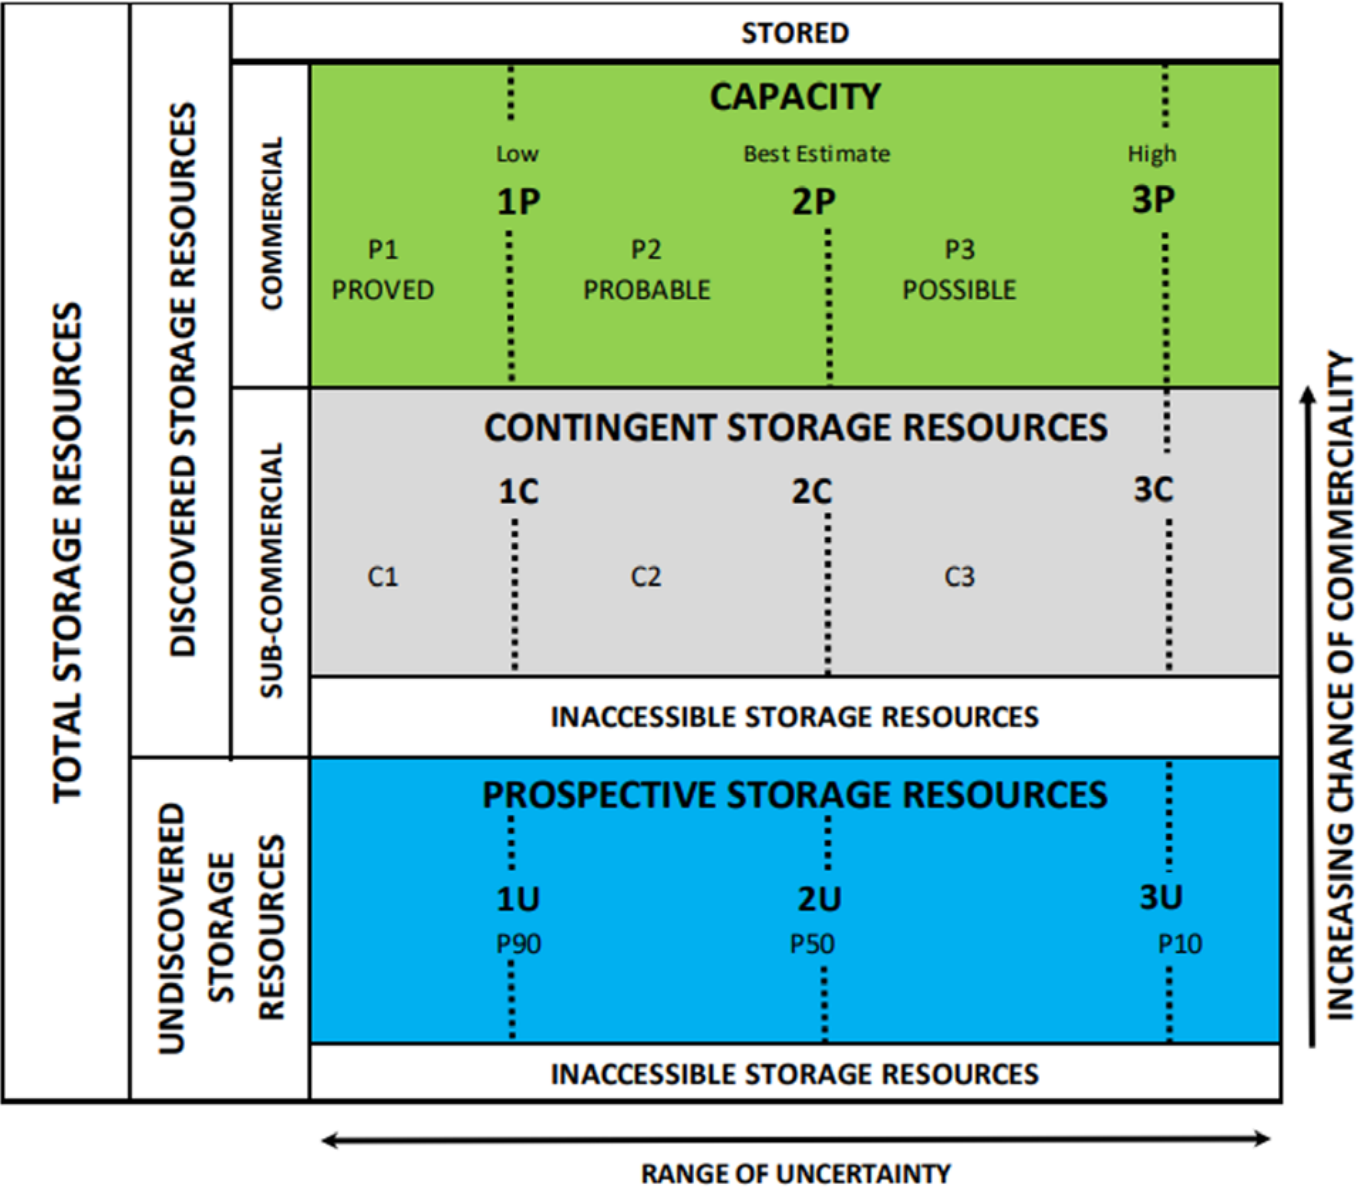 STORED
CAPACITY
Low Best Estimate High
1P 2P 3P
P1 P2 P3
PROVED PROBABLE POSSIBLE
CONTINGENT STORAGE RESOURCES
1C 2C 3C
C1 C2 C3
INACCESSIBLE STORAGE RESOURCES
PROSPECTIVE STORAGE RESOURCES
1U 2U 3U
P90 P50 P10
INACCESSIBLE STORAGE RESOURCES
TOTAL STORAGE RESOURCES
DISCOVERED STORAGE RESOURCES
COMMERCIAL
SUB-COMMERCIAL
UNDISCOVERED
STORAGE
RESOURCES
INCREASING CHANCE OF COMMERCIALITY
RANGE OF UNCERTAINTY